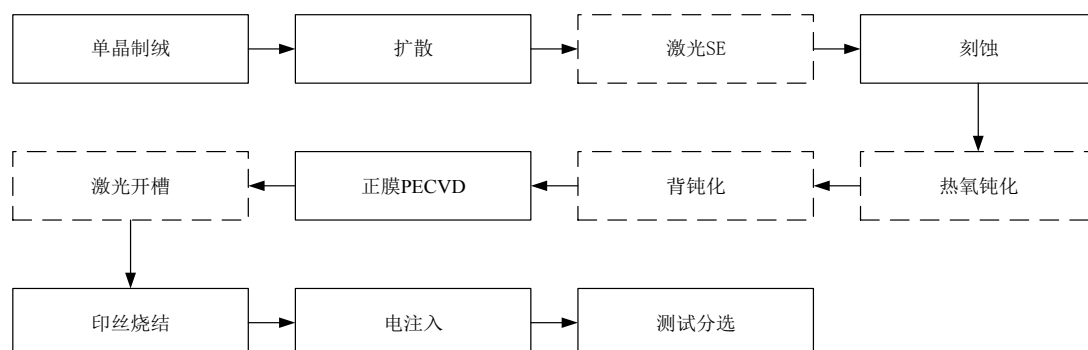 单晶制绒
扩散
激光SE
刻蚀
热氧钝化
背钝化
正膜PECVD
激光开槽
印丝烧结
电注入
测试分选